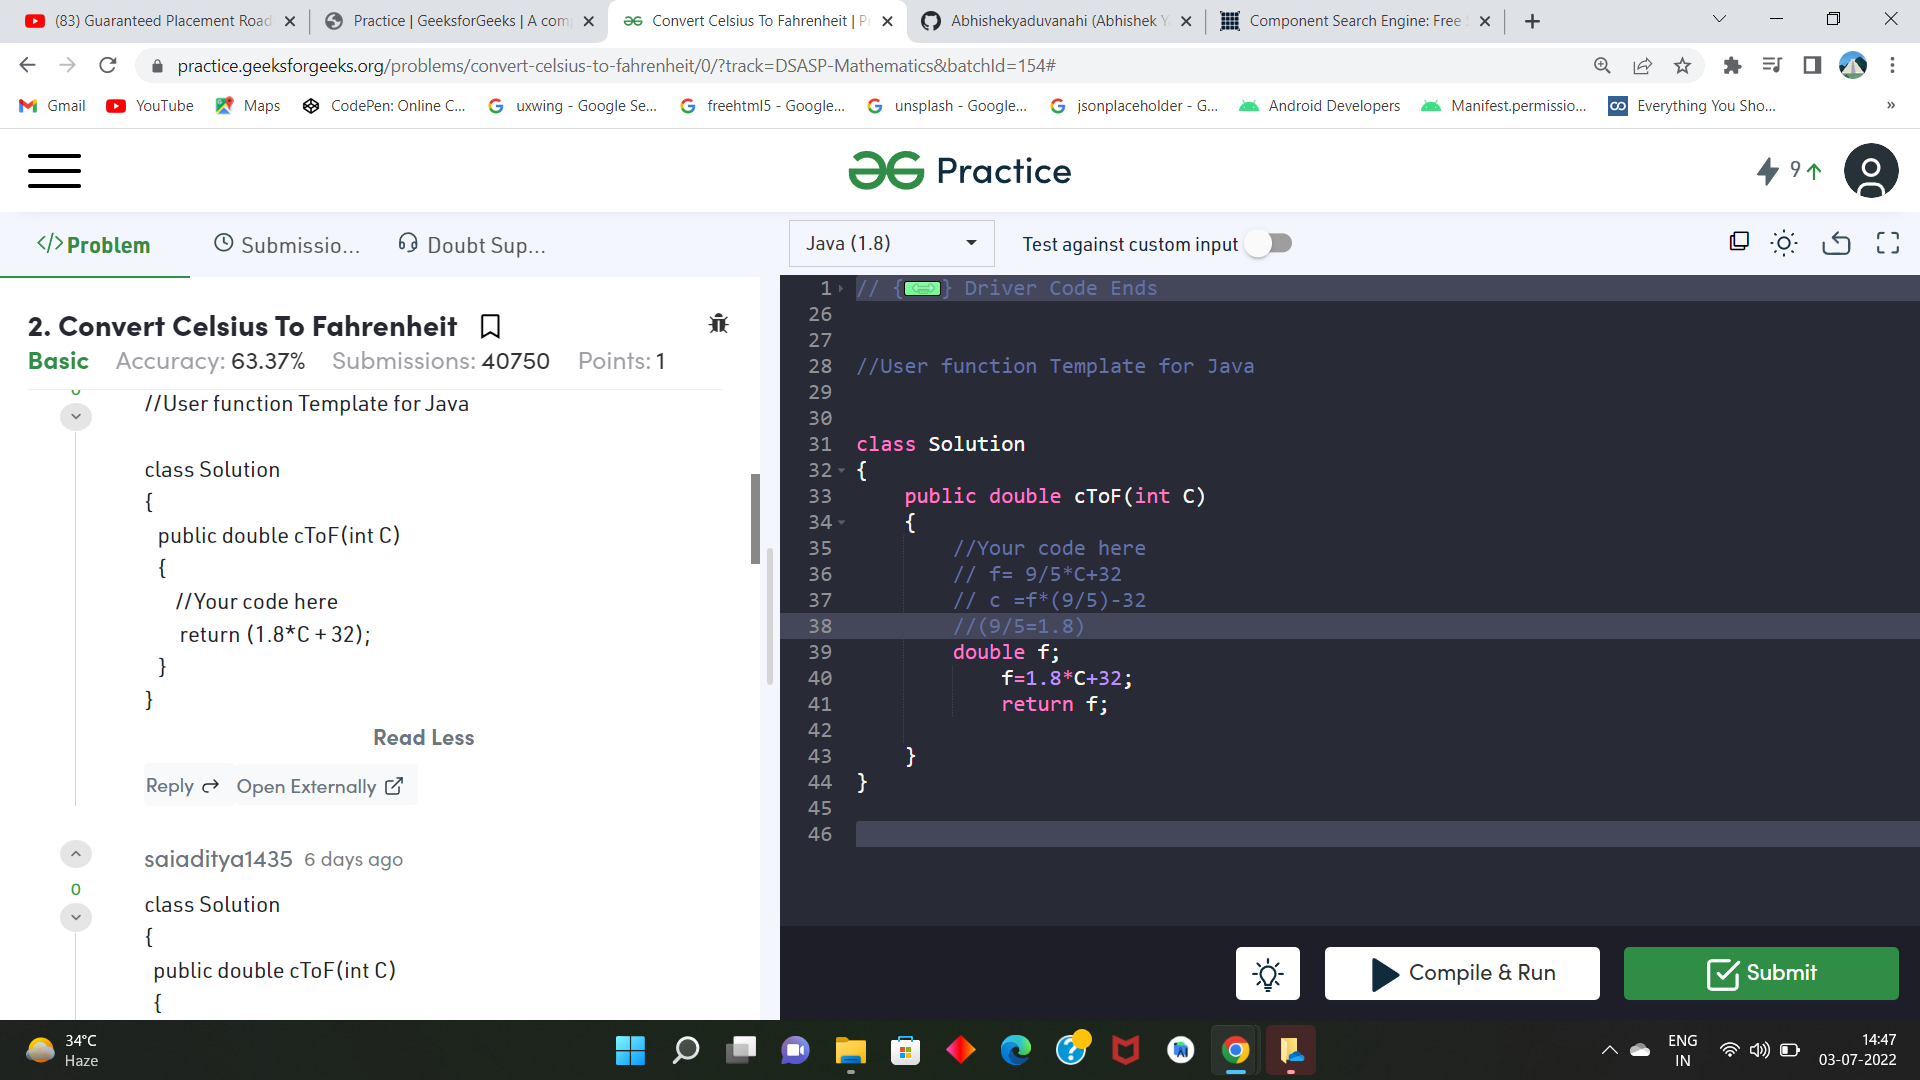 (83) Guaranteed Placement Road
Practice | GeeksforGeeks | A com
Convert Celsius To Fahrenheit | P
Abhishekyaduvanahi (Abhishek Y
Component Search Engine: Free
practice.geeksforgeeks.org/problems/convert-celsius-to-fahrenheit/0/?track=DSASP-Mathematics&batchId=154#
Gmail
YouTube
Maps
CodePen: Online C...
uxwing - Google Se...
freehtml5 - Google...
unsplash - Google...
jsonplaceholder - G...
Android Developers
Manifest.permissio...
Everything You Sho...
»
Practice
9
</>Problem
Submissio...
Doubt Sup...
2. Convert Celsius To Fahrenheit
Basic Accuracy: 63.37% Submissions: 40750 Points: 1
0
//User function Template for Java
class Solution
{
public double cToF(int C)
{
//Your code here
return (1.8*C + 32);
}
}
Read Less
Reply
Open Externally
saiaditya1435 6 days ago
0
class Solution
{
public double cToF(int C)
{
Java (1.8)
Test against custom input
1 // { } Driver Code Ends
26
27
28 //User function Template for Java
29
30
31 class Solution
32 {
33 public double cToF(int C)
34 {
35 //Your code here
36 // f= 9/5*C+32
37 // c =f*(9/5)-32
38 //(9/5=1.8)
39 double f;
40 f=1.8*C+32;
41 return f;
42
43 }
44 }
45
46
Compile & Run
Submit
34°C
Haze
ENG
IN
14:47
03-07-2022